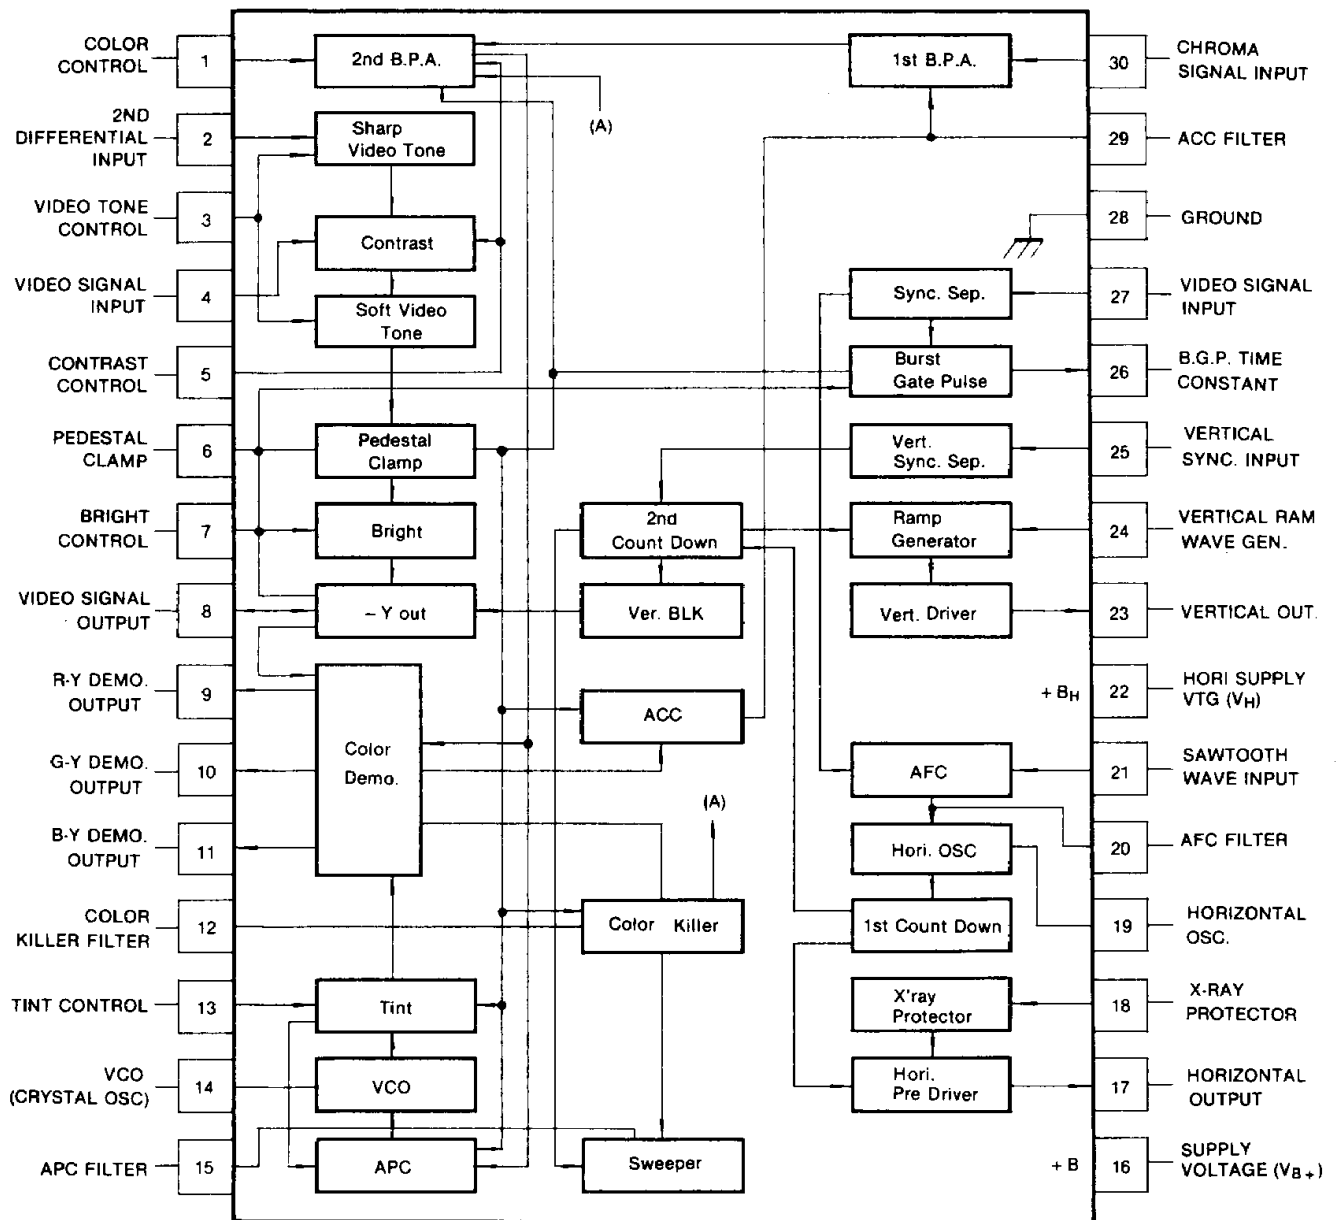 COLOR
CONTROL
1
2ND
DIFFERENTIAL
INPUT
2
VIDEO TONE
CONTROL
3
VIDEO SIGNAL
INPUT
4
CONTRAST
CONTROL
5
PEDESTAL
CLAMP
6
BRIGHT
CONTROL
7
VIDEO SIGNAL
OUTPUT
8
R-Y DEMO.
OUTPUT
9
G-Y DEMO.
OUTPUT
10
B-Y DEMO.
OUTPUT
11
COLOR
KILLER FILTER
12
TINT CONTROL
13
VCO
(CRYSTAL OSC)
14
APC FILTER
15
2nd B.P.A.
Sharp
Video Tone
Contrast
Soft Video
Tone
Pedestal
Clamp
Bright
~ Y out
Color
Demo.
Tint
VCO
APC
(A)
2nd
Count Down
Ver. BLK
ACC
(A)
Color Killer
Sweeper
1st B.P.A.
Sync. Sep.
Burst
Gate Pulse
Vert.
Sync. Sep.
Ramp
Generator
Vert. Driver
+ BH
AFC
Hori. OSC
1st Count Down
X'ray
Protector
Hori.
Pre Driver
+ B
30
CHROMA
SIGNAL INPUT
29
ACC FILTER
28
GROUND
27
VIDEO SIGNAL
INPUT
26
B.G.P. TIME
CONSTANT
25
VERTICAL
SYNC. INPUT
24
VERTICAL RAM
WAVE GEN.
23
VERTICAL OUT.
22
HORI SUPPLY
VTG (VH)
21
SAWTOOTH
WAVE INPUT
20
AFC FILTER
19
HORIZONTAL
OSC.
18
X-RAY
PROTECTOR
17
HORIZONTAL
OUTPUT
16
SUPPLY
VOLTAGE (VB+)